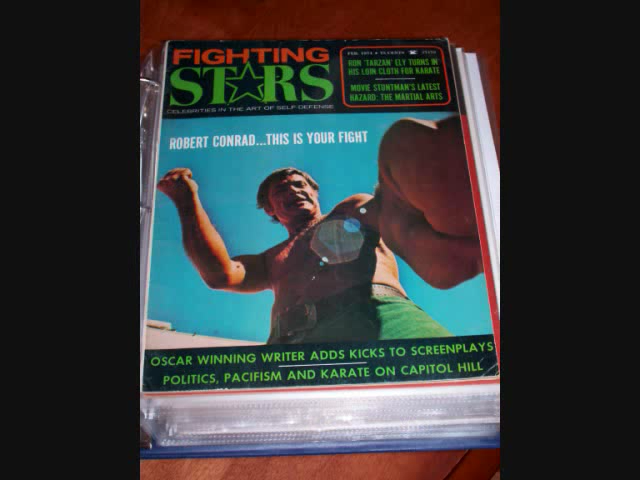 FIGHTING
STARS
CELEBRITIES IN THE ART OF SELF DEFENSE
RON 'TARZAN' ELY TURNS IN
HIS LOIN CLOTH FOR KARATE
MOVIE STUNTMAN'S LATEST
HAZARD: THE MARTIAL ARTS
ROBERT CONRAD...THIS IS YOUR FIGHT
OSCAR WINNING WRITER ADDS KICKS TO SCREENPLAYS
POLITICS, PACIFISM AND KARATE ON CAPITOL HILL